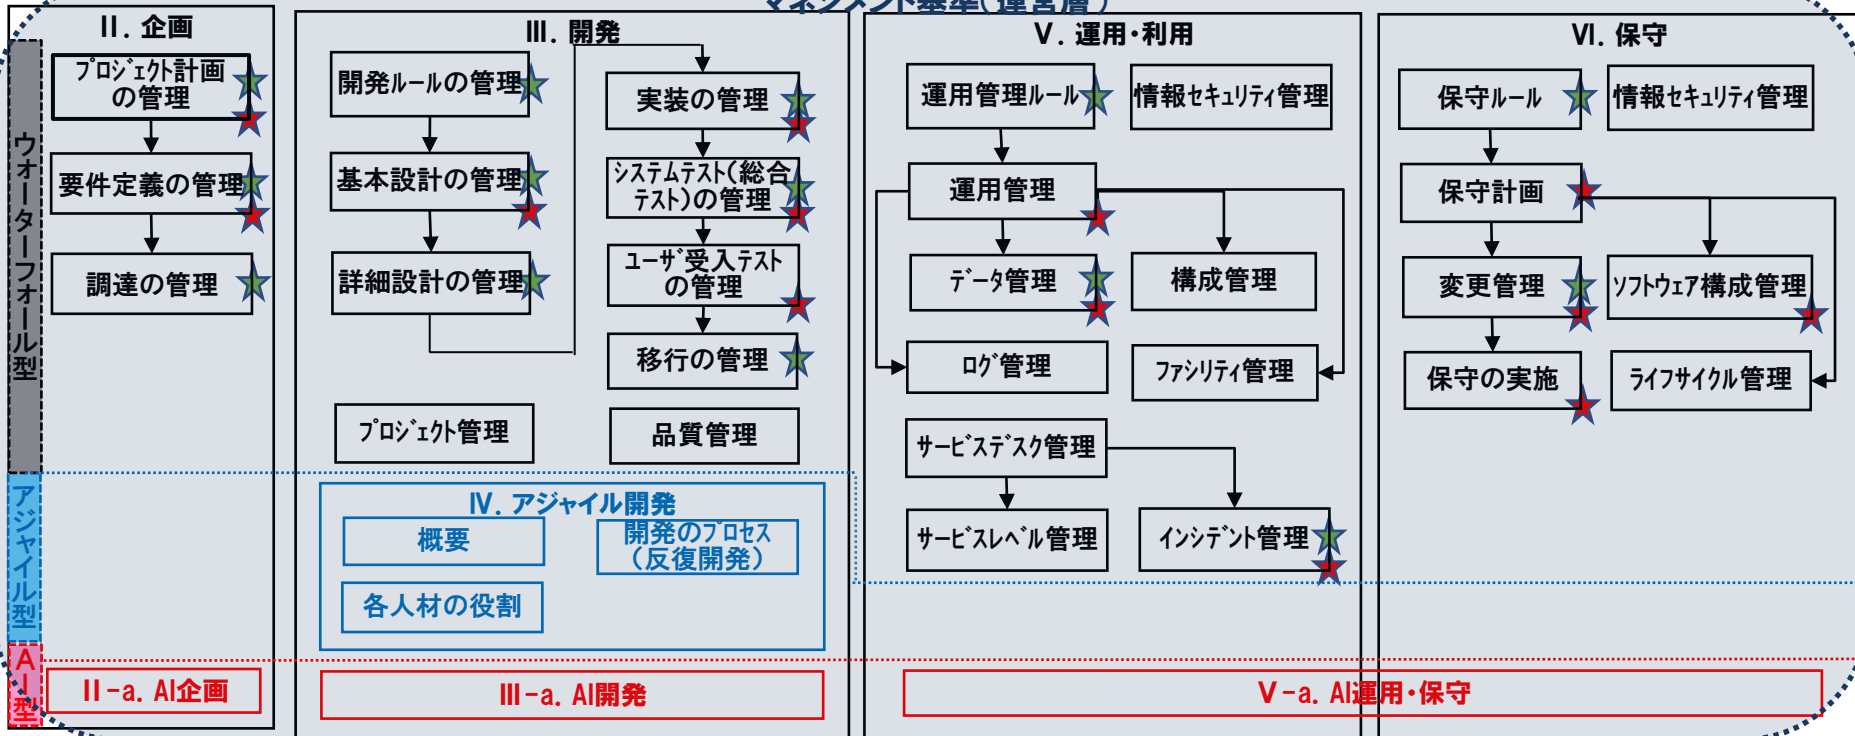 マネジメント基準(運営層)
Ⅱ．企画
プロジェクト計画
の管理
要件定義の管理
調達の管理
Ⅲ．開発
開発ルールの管理
基本設計の管理
詳細設計の管理
プロジェクト管理
実装の管理
システムテスト(総合
テスト)の管理
ユーザ受入テスト
の管理
移行の管理
品質管理
Ⅳ．アジャイル開発
概要
開発のプロセス
(反復開発)
各人材の役割
Ⅴ．運用・利用
運用管理ルール
情報セキュリティ管理
運用管理
データ管理
構成管理
ログ管理
ファシリティ管理
サービスデスク管理
サービスレベル管理
インシデント管理
Ⅵ．保守
保守ルール
情報セキュリティ管理
保守計画
変更管理
ソフトウェア構成管理
保守の実施
ライフサイクル管理
ウオーターフォール型
アジャイル型
AI型
Ⅱ-a．AI企画
Ⅲ-a．AI開発
Ⅴ-a．AI運用・保守